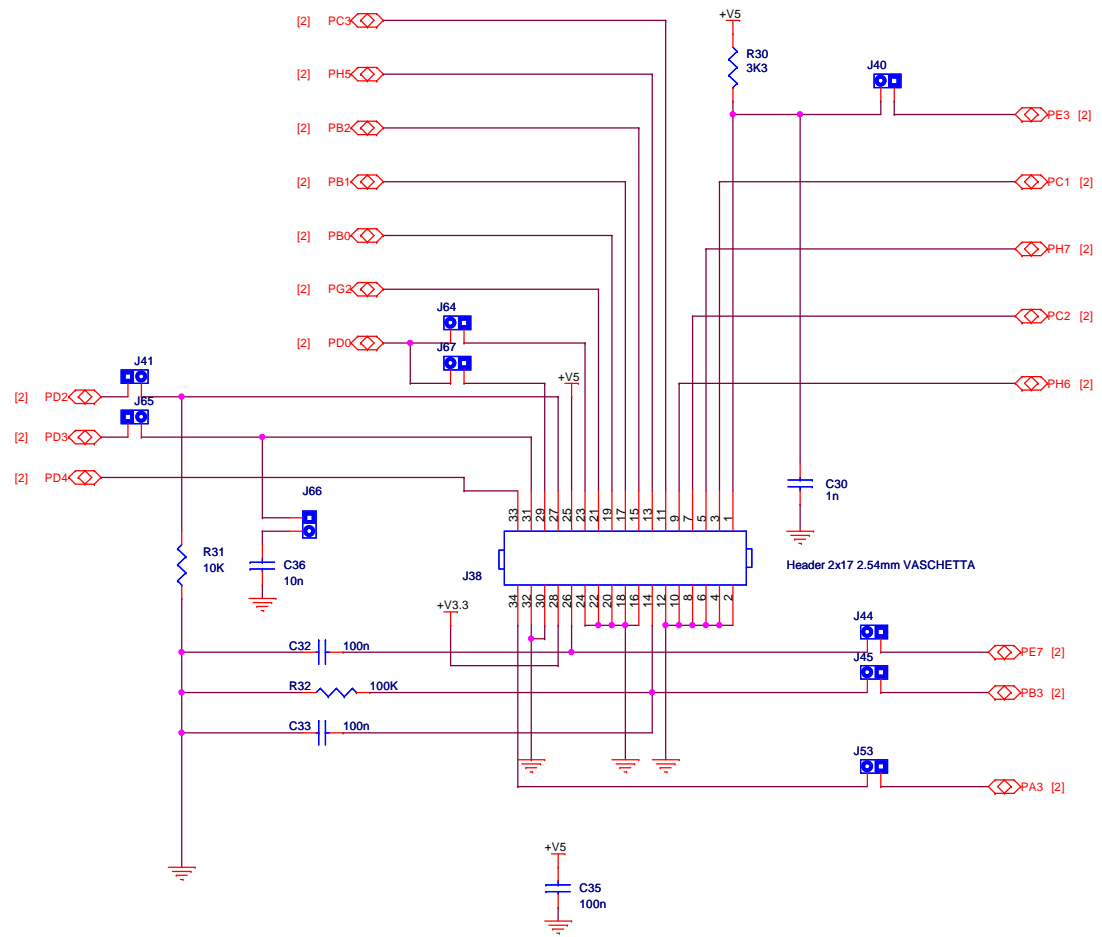 [2] PC3
+V5
[2] PH5
R30
3K3
J40
PE3 [2]
[2] PB2
[2] PB1
PC1 [2]
[2] PB0
PH7 [2]
[2] PG2
J64
PC2 [2]
[2] PD0
J67
J41
+V5
PH6 [2]
[2] PD2
J65
[2] PD3
[2] PD4
J66
C30
1n
33 31 29 27 25 23 21 19 17 15 13 11 9 7 5 3 1
R31
10K
C36
10n
J38
Header 2x17 2.54mm VASCHETTA
34 32 30 28 26 24 22 20 18 16 14 12 10 8 6 4 2
+V3.3
J44
C32 100n
PE7 [2]
J45
R32 100K
PB3 [2]
C33 100n
J53
PA3 [2]
+V5
C35
100n